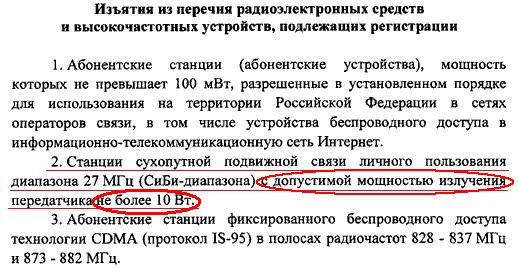 Изъятия из перечня радиоэлектронных средств
и высокочастотных устройств, подлежащих регистрации
1. Абонентские станции (абонентские устройства), мощность
которых не превышает 100 мВт, разрешенные в установленном порядке
для использования на территории Российской Федерации в сетях
операторов связи, в том числе устройства беспроводного доступа в
информационно-телекоммуникационную сеть Интернет.
2. Станции сухопутной подвижной связи личного пользования
диапазона 27 МГц (СиБи-диапазона) с допустимой мощностью излучения
передатчика не более 10 Вт.
3. Абонентские станции фиксированного беспроводного доступа
технологии CDMA (протокол IS-95) в полосах радиочастот 828 - 837 МГц
и 873 - 882 МГц.